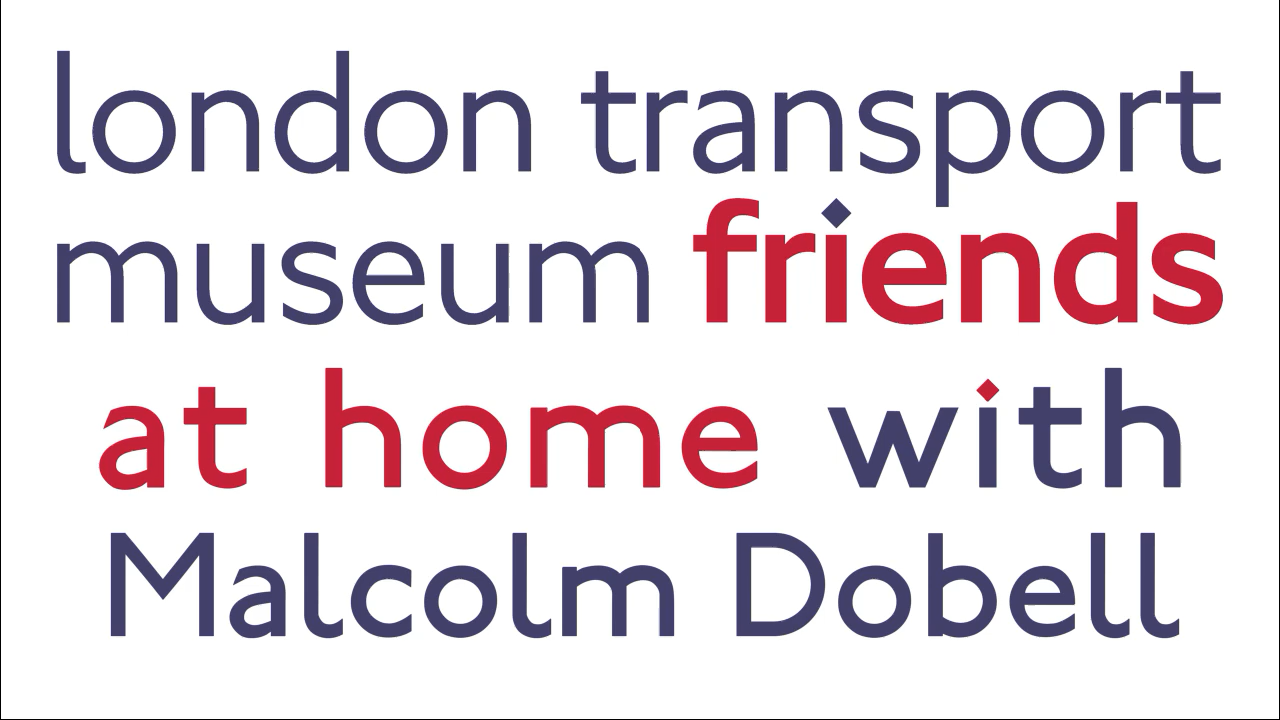 london transport
museum friends
at home with
Malcolm Dobell